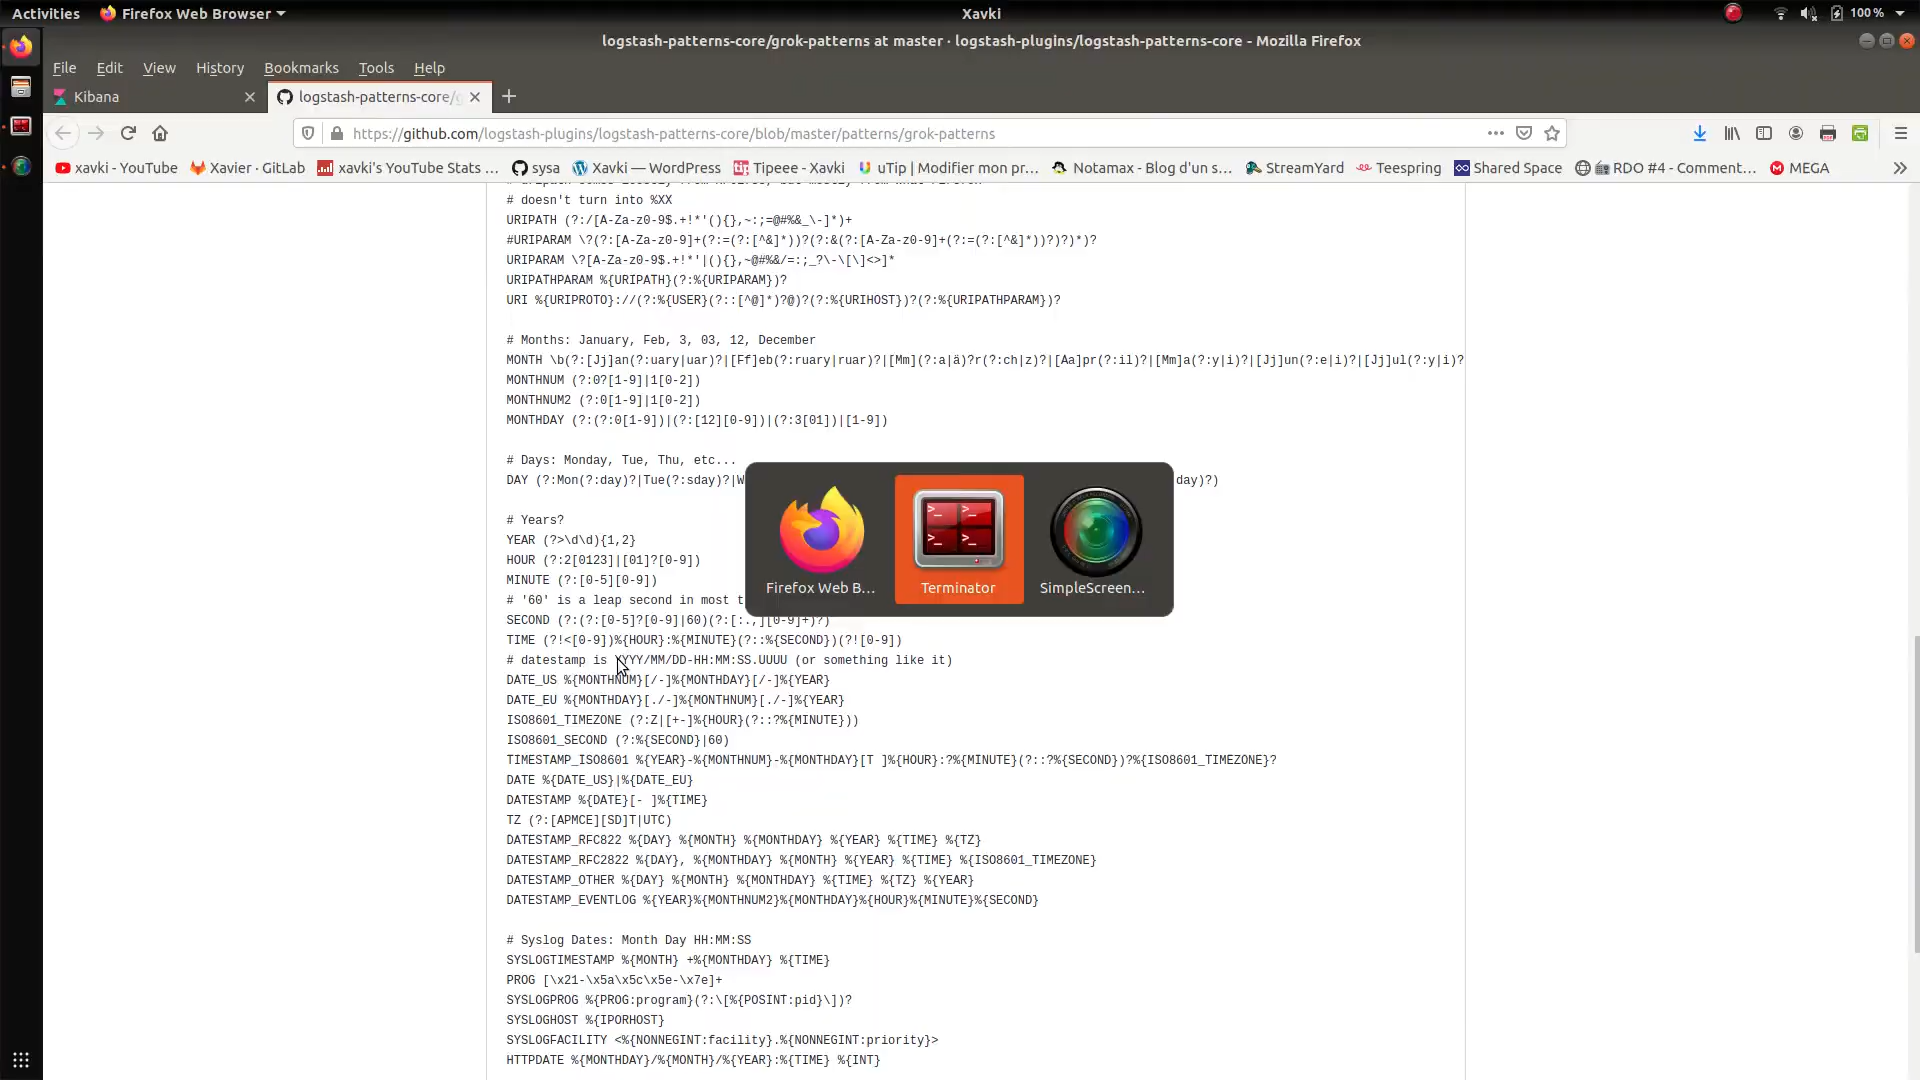 Activities
Firefox Web Browser
Xavki
100 %
logstash-patterns-core/grok-patterns at master · logstash-plugins/logstash-patterns-core - Mozilla Firefox
File Edit View History Bookmarks Tools Help
Kibana
logstash-patterns-core/g
https://github.com/logstash-plugins/logstash-patterns-core/blob/master/patterns/grok-patterns
xavki - YouTube
Xavier · GitLab
xavki's YouTube Stats ...
sysa
Xavki — WordPress
Tipeee - Xavki
uTip | Modifier mon pr...
Notamax - Blog d'un s...
StreamYard
Teespring
Shared Space
RDO #4 - Comment...
MEGA
# doesn't turn into %XX
URIPATH (?:/[A-Za-z0-9$.+!*'(){},~:;=@#%&_\-]*)+
#URIPARAM \?(?:[A-Za-z0-9]+(?:=(?:[^&]*))?(?:&(?:[A-Za-z0-9]+(?:=(?:[^&]*))?)?)*)?
URIPARAM \?[A-Za-z0-9$.+!*'|(){},~@#%&/=:;_?\-\[\]<>]*
URIPATHPARAM %{URIPATH}(?:%{URIPARAM})?
URI %{URIPROTO}://(?:%{USER}(?::[^@]*)?@)?(?:%{URIHOST})?(?:%{URIPATHPARAM})?
# Months: January, Feb, 3, 03, 12, December
MONTH \b(?:[Jj]an(?:uary|uar)?|[Ff]eb(?:ruary|ruar)?|[Mm](?:a|ä)?r(?:ch|z)?|[Aa]pr(?:il)?|[Mm]a(?:y|i)?|[Jj]un(?:e|i)?|[Jj]ul(?:y|i)?
MONTHNUM (?:0?[1-9]|1[0-2])
MONTHNUM2 (?:0[1-9]|1[0-2])
MONTHDAY (?:(?:0[1-9])|(?:[12][0-9])|(?:3[01])|[1-9])
# Days: Monday, Tue, Thu, etc...
DAY (?:Mon(?:day)?|Tue(?:sday)?|W day)?)
# Years?
YEAR (?>\d\d){1,2}
HOUR (?:2[0123]|[01]?[0-9])
MINUTE (?:[0-5][0-9])
# '60' is a leap second in most t
SECOND (?:(?:[0-5]?[0-9]|60)(?:[:.,][0-9]+)?)
TIME (?!<[0-9])%{HOUR}:%{MINUTE}(?::%{SECOND})(?![0-9])
# datestamp is YYYY/MM/DD-HH:MM:SS.UUUU (or something like it)
DATE_US %{MONTHNUM}[/-]%{MONTHDAY}[/-]%{YEAR}
DATE_EU %{MONTHDAY}[./-]%{MONTHNUM}[./-]%{YEAR}
ISO8601_TIMEZONE (?:Z|[+-]%{HOUR}(?::?%{MINUTE}))
ISO8601_SECOND (?:%{SECOND}|60)
TIMESTAMP_ISO8601 %{YEAR}-%{MONTHNUM}-%{MONTHDAY}[T ]%{HOUR}:?%{MINUTE}(?::?%{SECOND})?%{ISO8601_TIMEZONE}?
DATE %{DATE_US}|%{DATE_EU}
DATESTAMP %{DATE}[- ]%{TIME}
TZ (?:[APMCE][SD]T|UTC)
DATESTAMP_RFC822 %{DAY} %{MONTH} %{MONTHDAY} %{YEAR} %{TIME} %{TZ}
DATESTAMP_RFC2822 %{DAY}, %{MONTHDAY} %{MONTH} %{YEAR} %{TIME} %{ISO8601_TIMEZONE}
DATESTAMP_OTHER %{DAY} %{MONTH} %{MONTHDAY} %{TIME} %{TZ} %{YEAR}
DATESTAMP_EVENTLOG %{YEAR}%{MONTHNUM2}%{MONTHDAY}%{HOUR}%{MINUTE}%{SECOND}
# Syslog Dates: Month Day HH:MM:SS
SYSLOGTIMESTAMP %{MONTH} +%{MONTHDAY} %{TIME}
PROG [\x21-\x5a\x5c\x5e-\x7e]+
SYSLOGPROG %{PROG:program}(?:\[%{POSINT:pid}\])?
SYSLOGHOST %{IPORHOST}
SYSLOGFACILITY <%{NONNEGINT:facility}.%{NONNEGINT:priority}>
HTTPDATE %{MONTHDAY}/%{MONTH}/%{YEAR}:%{TIME} %{INT}
Firefox Web B...
Terminator
SimpleScreen...